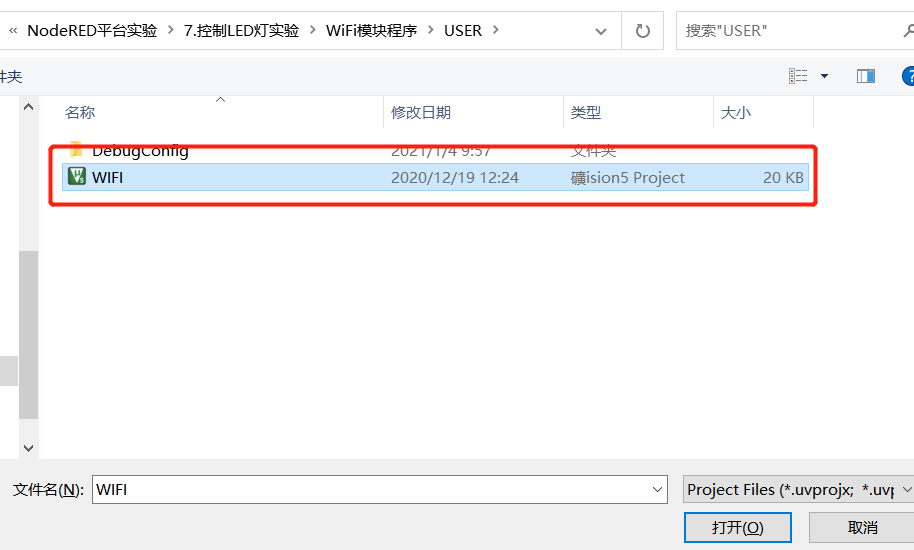 « NodeRED平台实验 > 7.控制LED灯实验 > WiFi模块程序 > USER >
搜索"USER"
件夹
名称 修改日期 类型 大小
DebugConfig 2021/1/4 9:57 文件夹
WIFI 2020/12/19 12:24 礦ision5 Project 20 KB
文件名(N): WIFI Project Files (*.uvprojx; *.uvp
打开(O) 取消